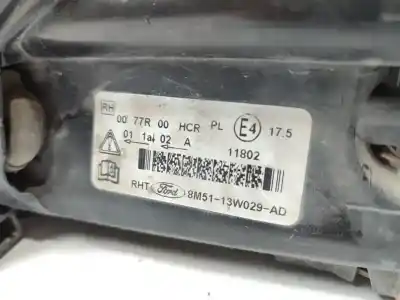 RH 00 77R 00 HCR PL E4 17.5
01 1a 02 A 11802
RHT Ford 8M51-13W029-AD